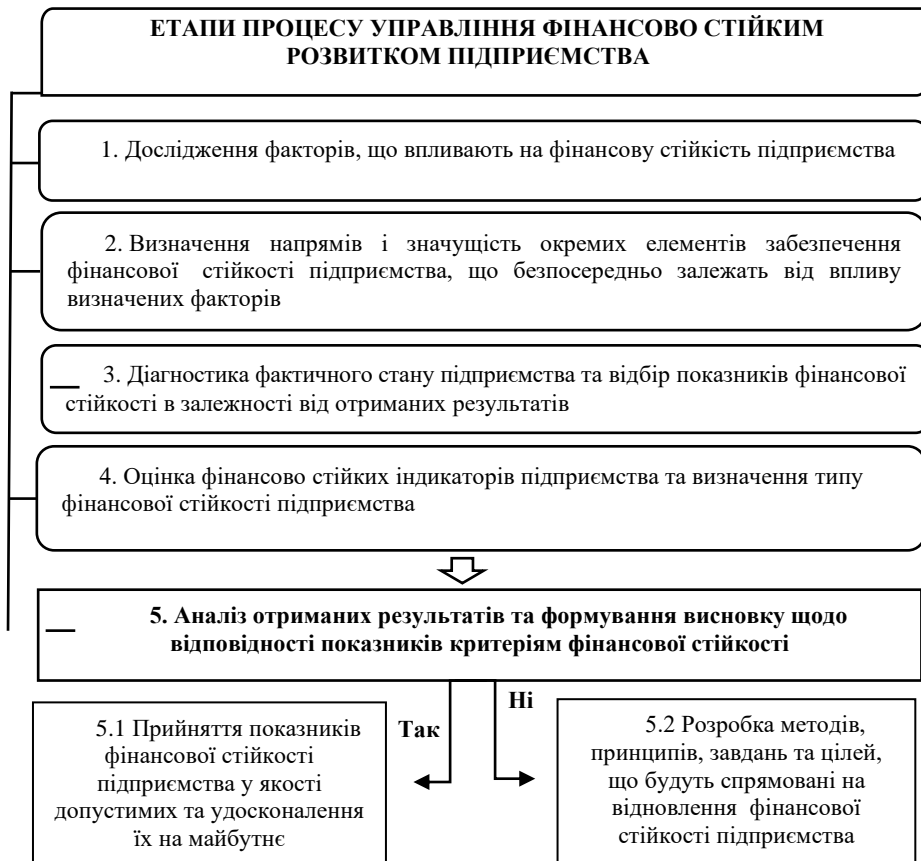 ЕТАПИ ПРОЦЕСУ УПРАВЛІННЯ ФІНАНСОВО СТІЙКИМ
РОЗВИТКОМ ПІДПРИЄМСТВА
1. Дослідження факторів, що впливають на фінансову стійкість підприємства
2. Визначення напрямів і значущість окремих елементів забезпечення
фінансової стійкості підприємства, що безпосередньо залежать від впливу
визначених факторів
3. Діагностика фактичного стану підприємства та відбір показників фінансової
стійкості в залежності від отриманих результатів
4. Оцінка фінансово стійких індикаторів підприємства та визначення типу
фінансової стійкості підприємства
5. Аналіз отриманих результатів та формування висновку щодо
відповідності показників критеріям фінансової стійкості
Так
Ні
5.1 Прийняття показників
фінансової стійкості
підприємства у якості
допустимих та удосконалення
їх на майбутнє
5.2 Розробка методів,
принципів, завдань та цілей,
що будуть спрямовані на
відновлення фінансової
стійкості підприємства